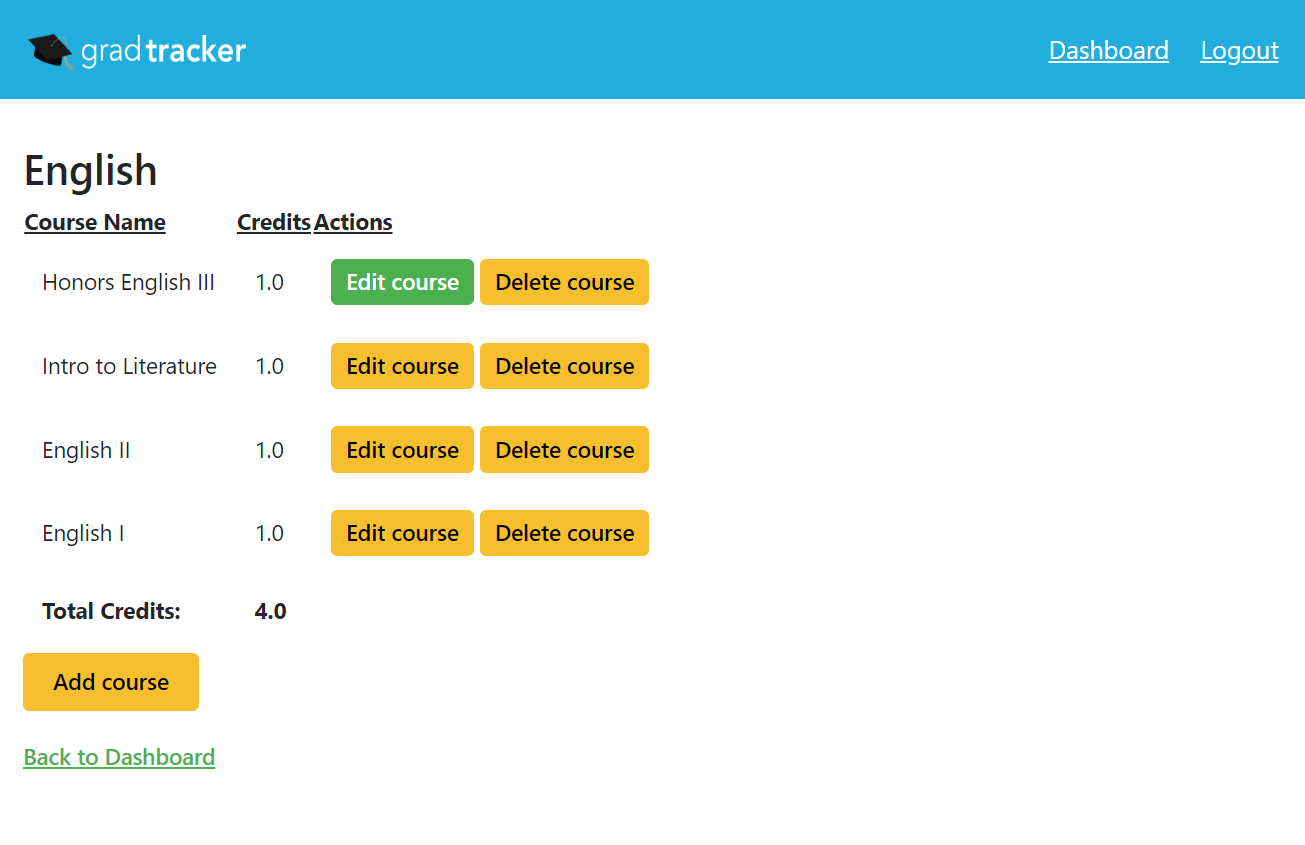 gradtracker Dashboard Logout
English
Course Name Credits Actions
Honors English III 1.0 Edit course Delete course
Intro to Literature 1.0 Edit course Delete course
English II 1.0 Edit course Delete course
English I 1.0 Edit course Delete course
Total Credits: 4.0
Add course
Back to Dashboard